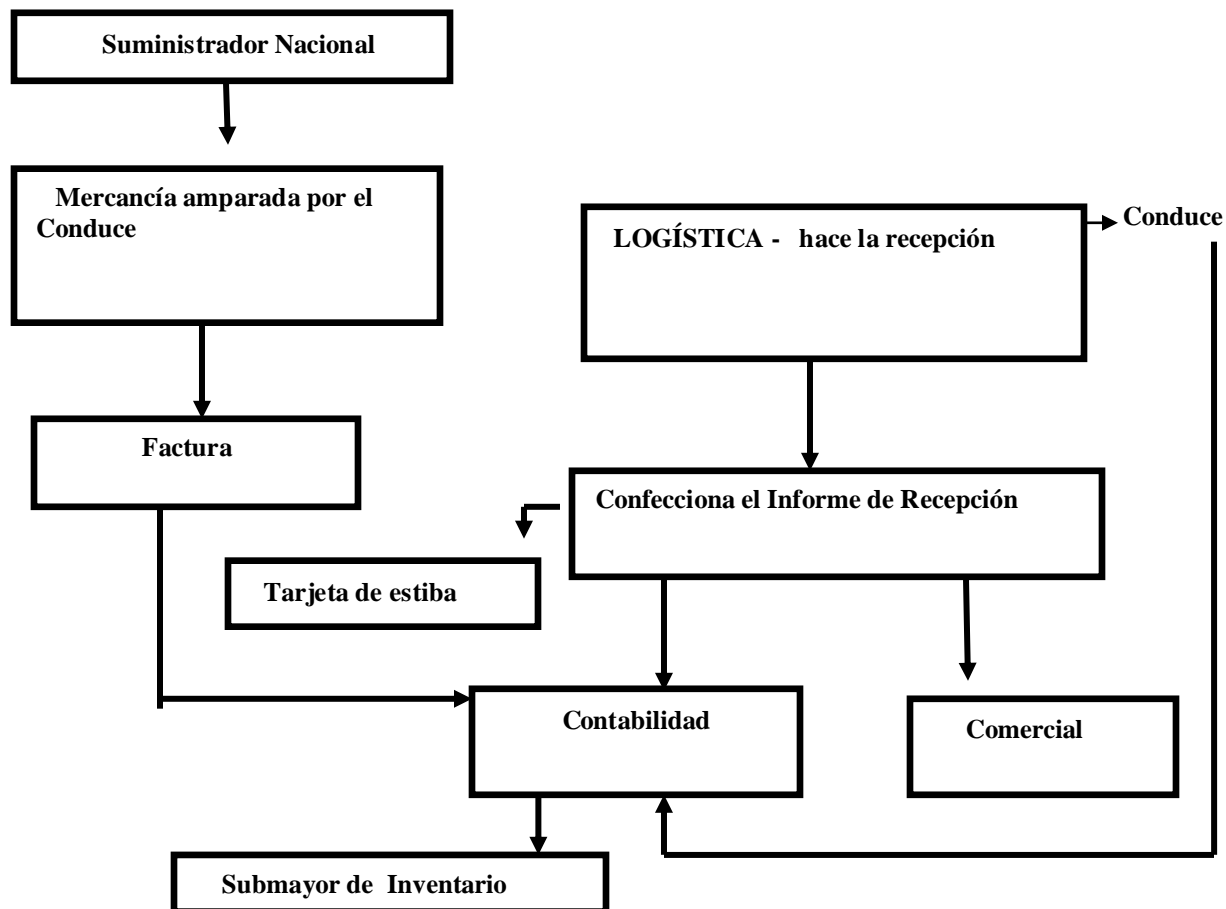 Suministrador Nacional
Mercancía amparada por el
Conduce
LOGÍSTICA - hace la recepción
Conduce
Factura
Confecciona el Informe de Recepción
Tarjeta de estiba
Contabilidad
Comercial
Submayor de Inventario